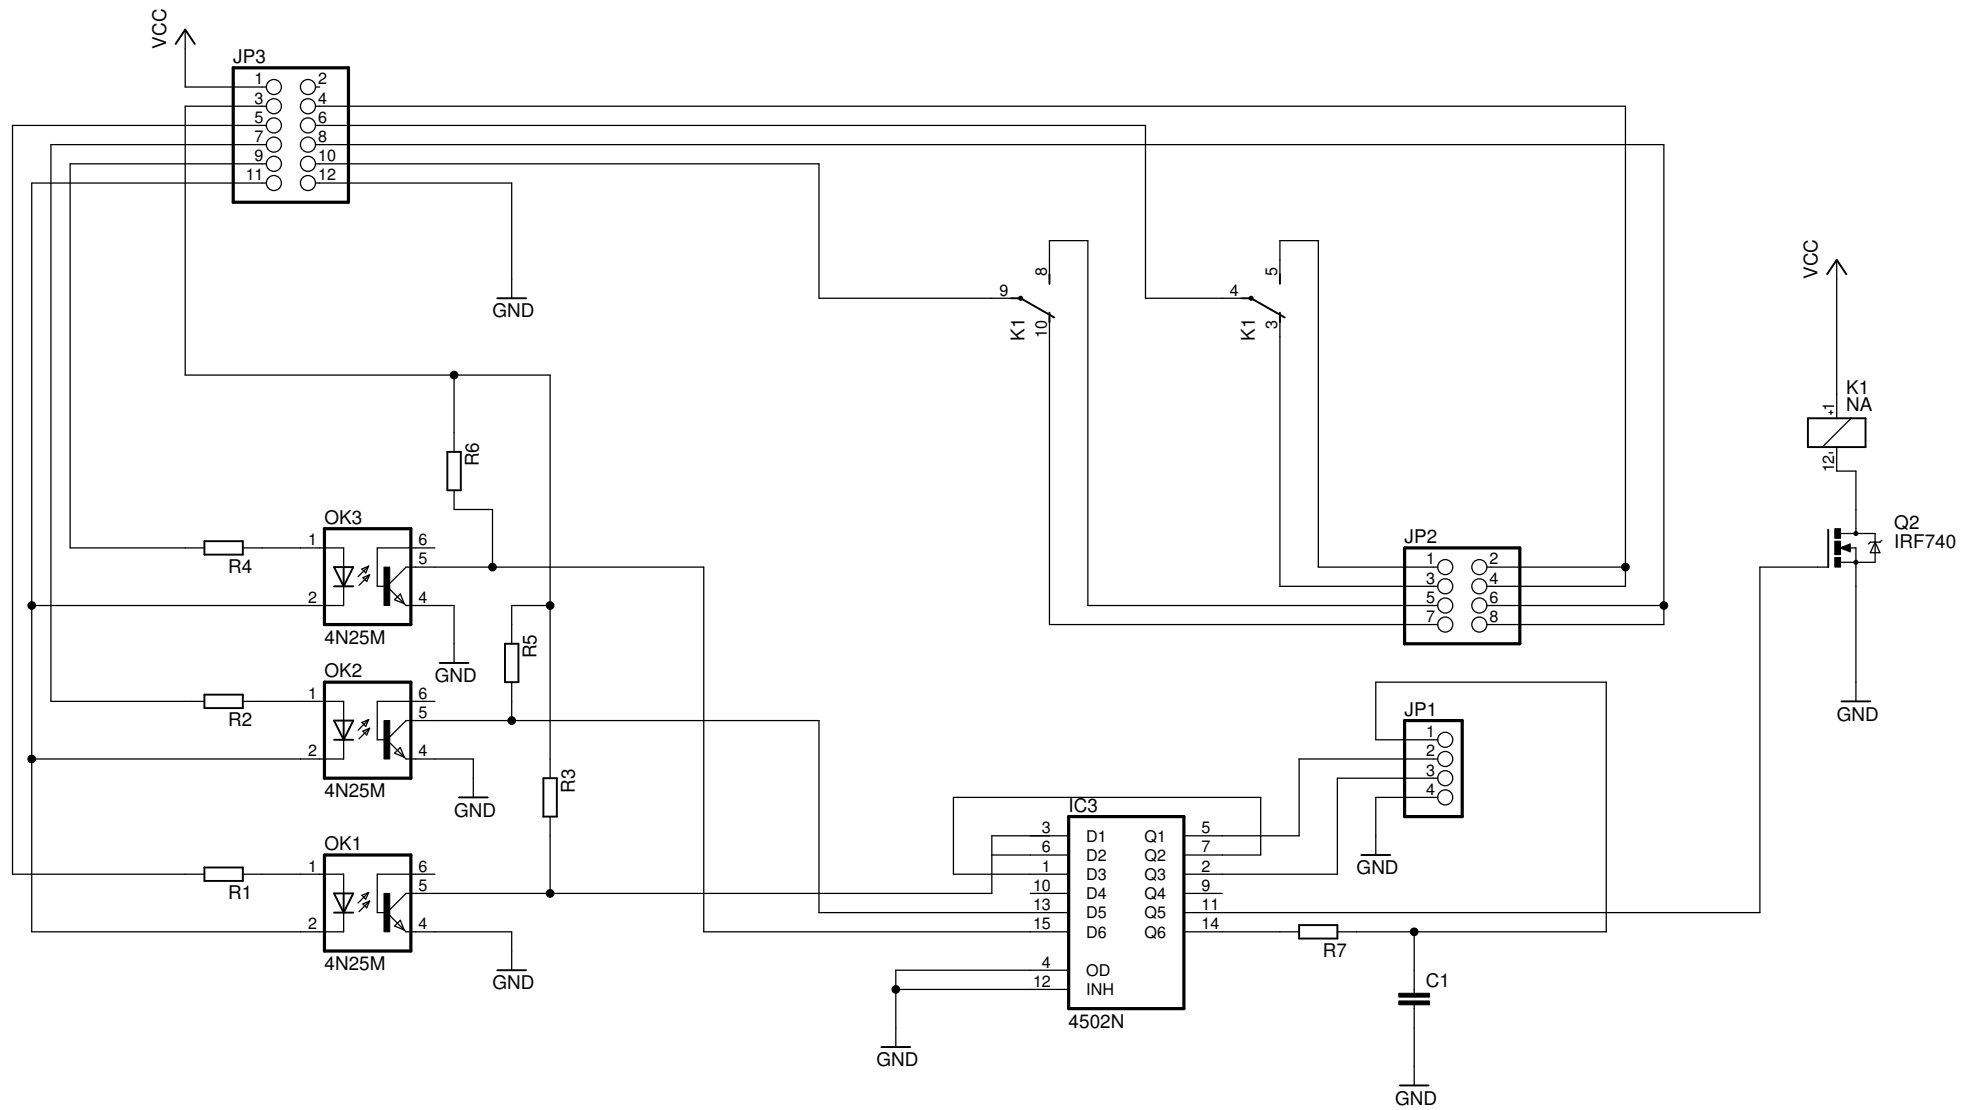 VCC
JP3
1 2
3 4
5 6
7 8
9 10
11 12
GND
8
9
K1
10
5
4
K1
3
VCC
K1
NA
+1
12-
Q2
IRF740
GND
R6
OK3
1
2
6
5
4
R4
4N25M
GND
R5
JP2
1 2
3 4
5 6
7 8
OK2
1
2
6
5
4
R2
4N25M
GND
R3
JP1
1
2
3
4
GND
OK1
1
2
6
5
4
R1
4N25M
GND
IC3
3 D1 Q1 5
6 D2 Q2 7
1 D3 Q3 2
10 D4 Q4 9
13 D5 Q5 11
15 D6 Q6 14
4 OD
12 INH
4502N
GND
R7
C1
GND